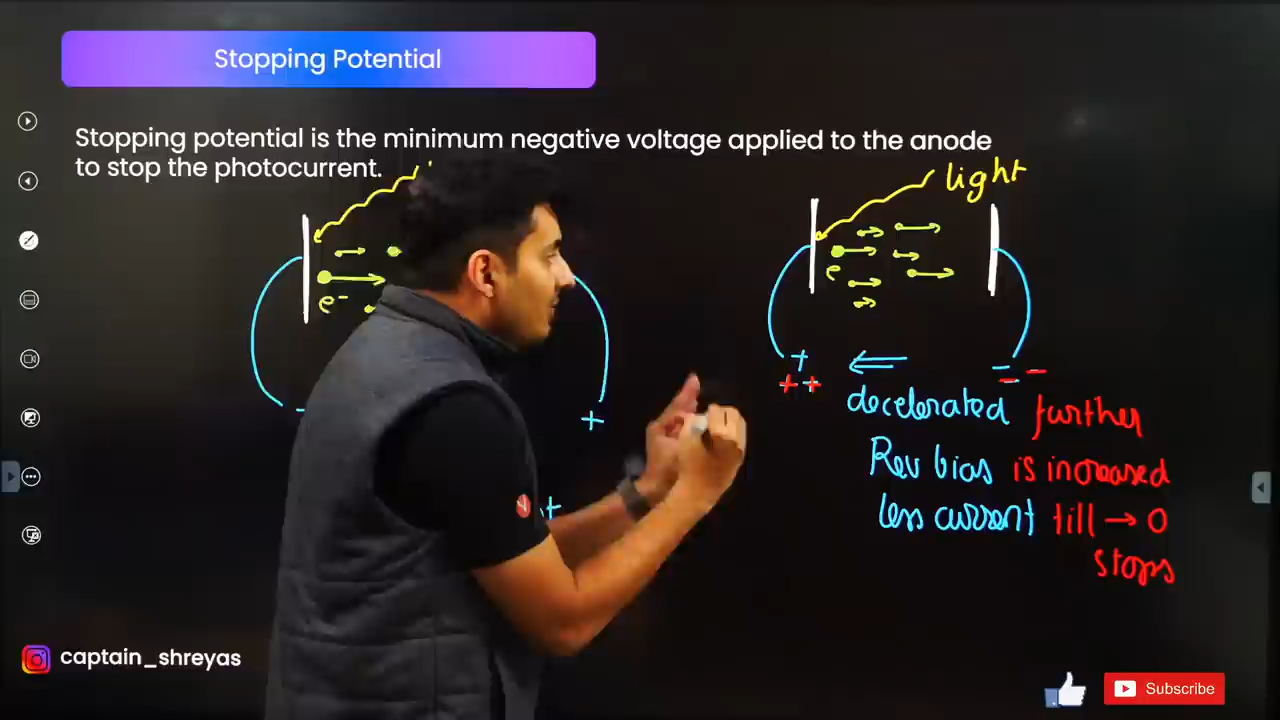 Stopping Potential
Stopping potential is the minimum negative voltage applied to the anode
to stop the photocurrent.
light
e-
e
+
- -
-
+ +
-
+
decelerated further
Rev bias is increased
less current till → 0
stops
captain_shreyas
Subscribe